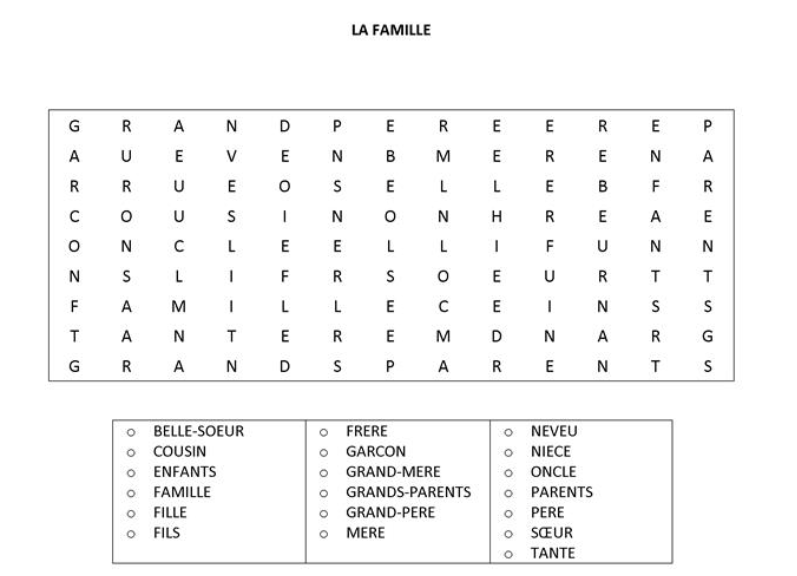 LA FAMILLE
G R A N D P E R E E R E P
A U E V E N B M E R E N A
R R U E O S E L L E B F R
C O U S I N O N H R E A E
O N C L E E L L I F U N N
N S L I F R S O E U R T T
F A M I L L E C E I N S S
T A N T E R E M D N A R G
G R A N D S P A R E N T S
o BELLE-SOEUR o FRERE o NEVEU
o COUSIN o GARCON o NIECE
o ENFANTS o GRAND-MERE o ONCLE
o FAMILLE o GRANDS-PARENTS o PARENTS
o FILLE o GRAND-PERE o PERE
o FILS o MERE o SŒUR
o TANTE